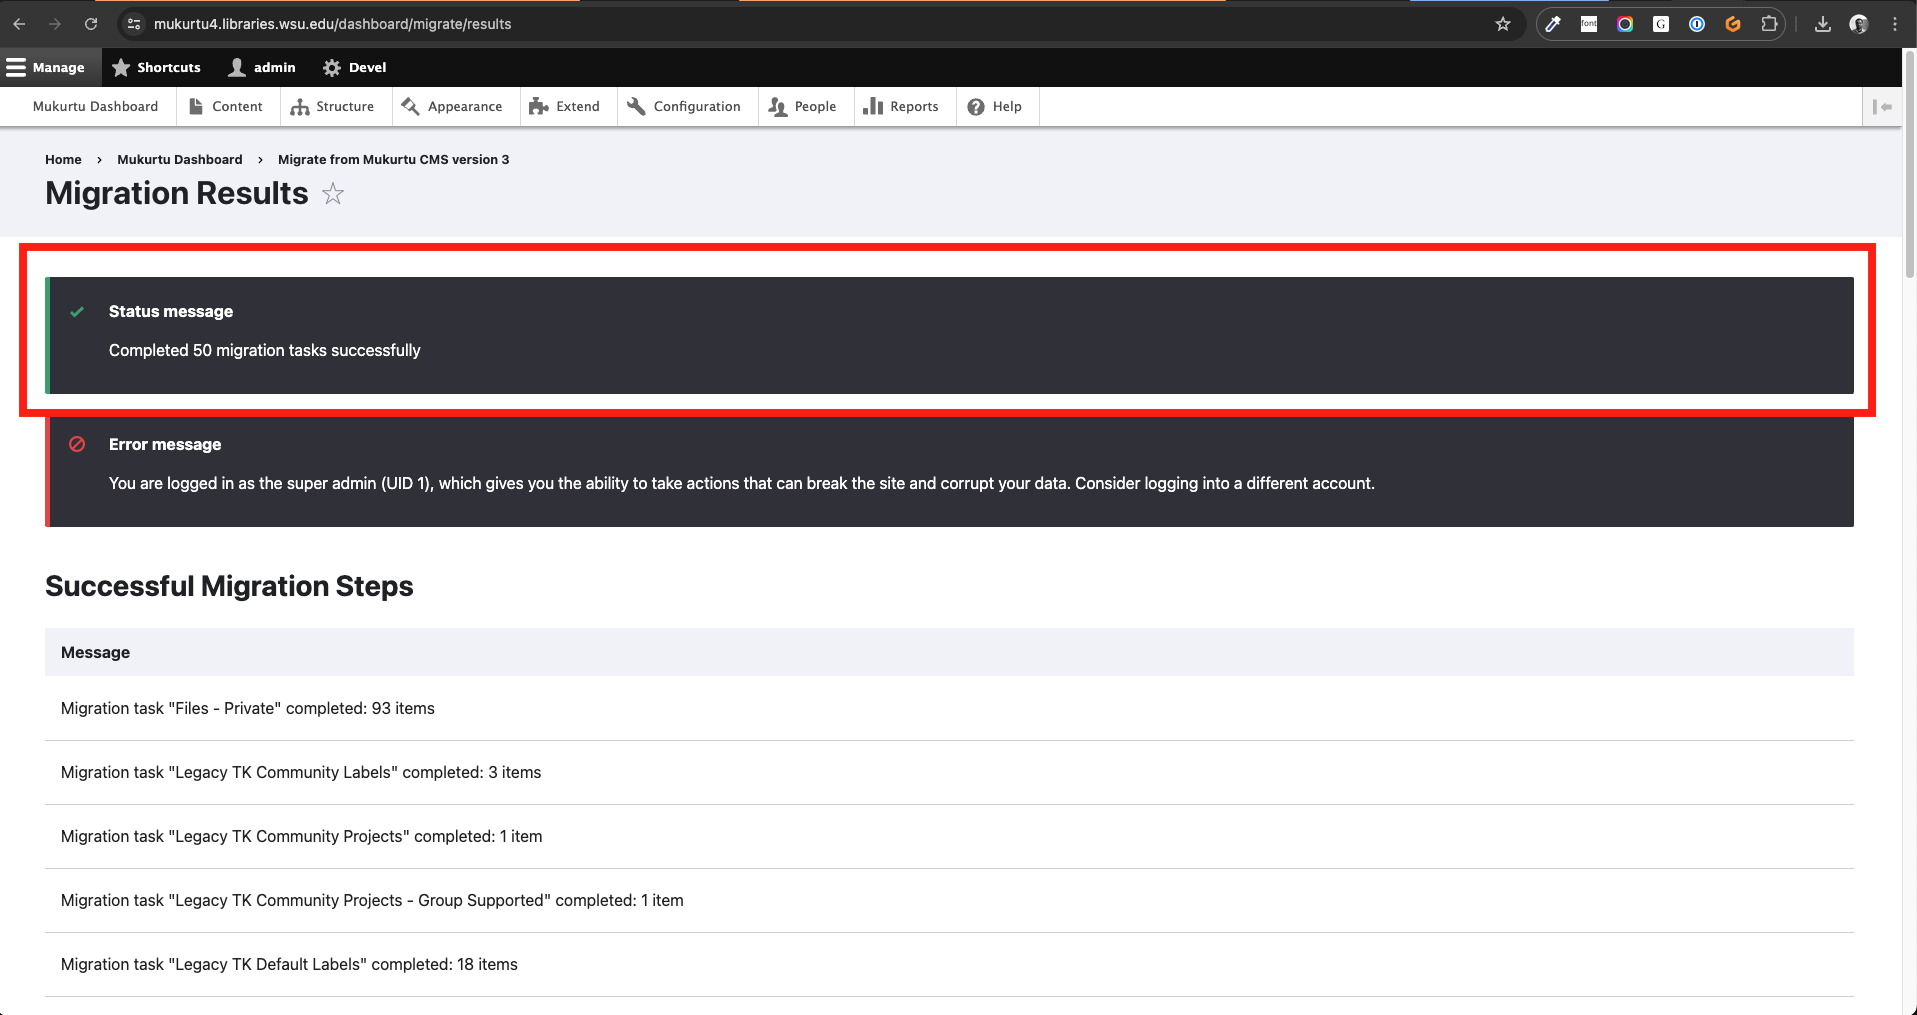 mukurtu4.libraries.wsu.edu/dashboard/migrate/results
font
G
Manage
Shortcuts
admin
Devel
Mukurtu Dashboard
Content
Structure
Appearance
Extend
Configuration
People
Reports
Help
Home › Mukurtu Dashboard › Migrate from Mukurtu CMS version 3
Migration Results
Status message
Completed 50 migration tasks successfully
Error message
You are logged in as the super admin (UID 1), which gives you the ability to take actions that can break the site and corrupt your data. Consider logging into a different account.
Successful Migration Steps
Message
Migration task "Files - Private" completed: 93 items
Migration task "Legacy TK Community Labels" completed: 3 items
Migration task "Legacy TK Community Projects" completed: 1 item
Migration task "Legacy TK Community Projects - Group Supported" completed: 1 item
Migration task "Legacy TK Default Labels" completed: 18 items